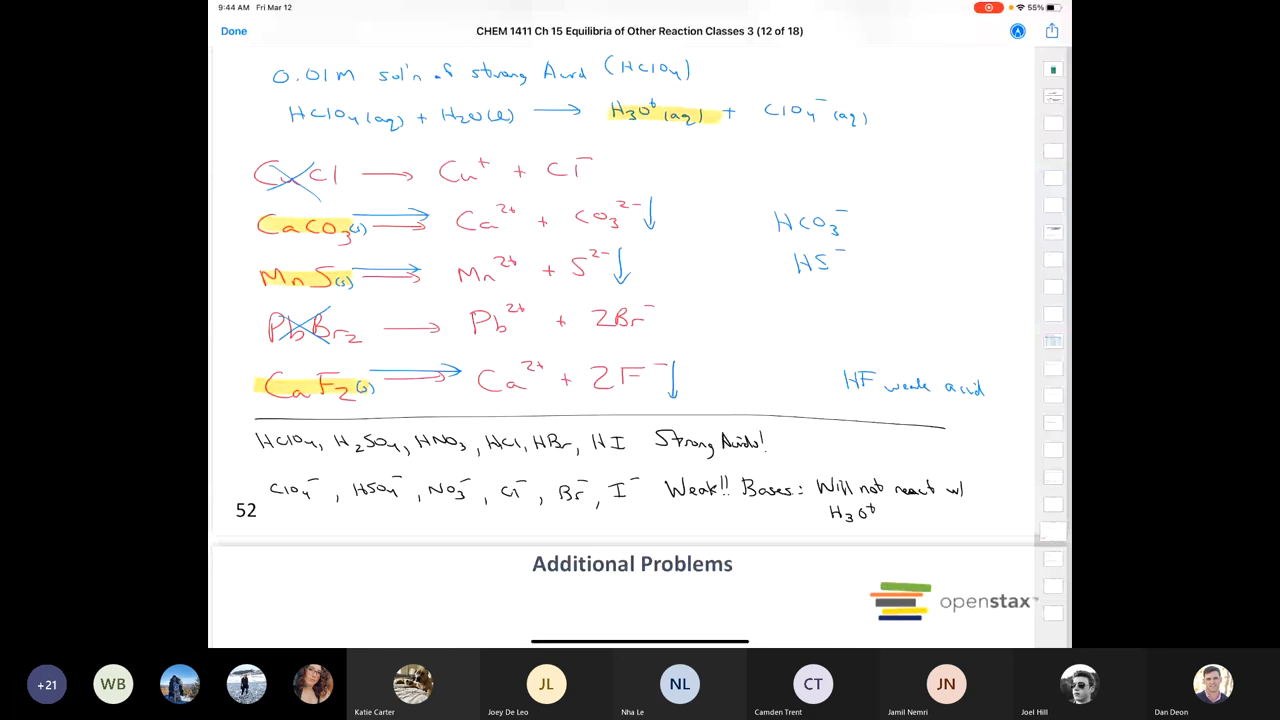 9:44 AM Fri Mar 12 55%
Done CHEM 1411 Ch 15 Equilibria of Other Reaction Classes 3 (12 of 18)
0.01M sol'n of strong Acid (HClO₄)
HClO₄(aq) + H₂O(l) → H₃O⁺(aq) + ClO₄⁻(aq)
CuCl → Cu⁺ + Cl⁻
CaCO₃(s) → Ca²⁺ + CO₃²⁻ ↓ HCO₃⁻
MnS(s) → Mn²⁺ + S²⁻ ↓ HS⁻
PbBr₂ → Pb²⁺ + 2Br⁻
CaF₂(s) → Ca²⁺ + 2F⁻ ↓ HF weak acid
HClO₄, H₂SO₄, HNO₃, HCl, HBr, HI Strong Acids!
ClO₄⁻, HSO₄⁻, NO₃⁻, Cl⁻, Br⁻, I⁻ Weak!! Bases: Will not react w/
H₃O⁺
52
Additional Problems
openstax™
+21 WB JL NL CT JN
Katie Carter Joey De Leo Nha Le Camden Trent Jamil Nemri Joel Hill Dan Deon